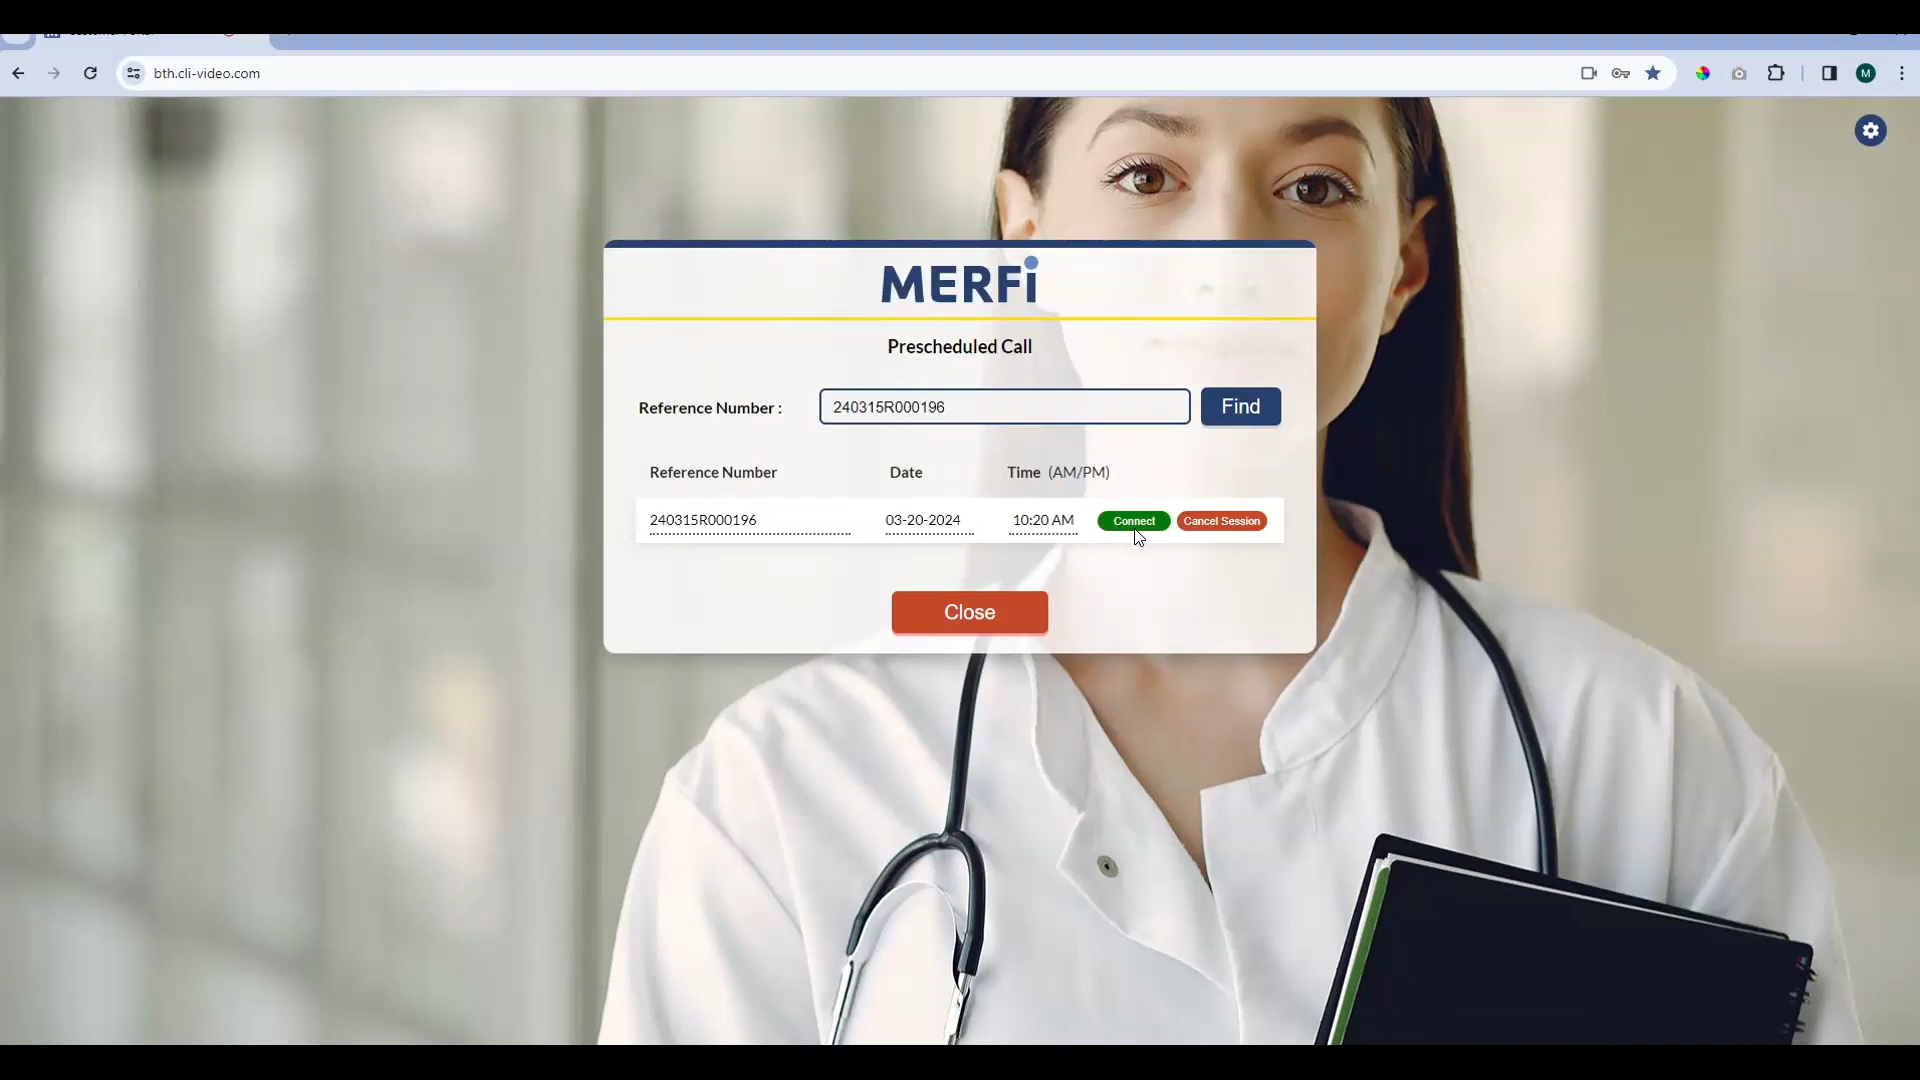 bth.cli-video.com
M
MERFi
Prescheduled Call
Reference Number : 240315R000196 Find
Reference Number Date Time (AM/PM)
240315R000196 03-20-2024 10:20 AM Connect Cancel Session
Close